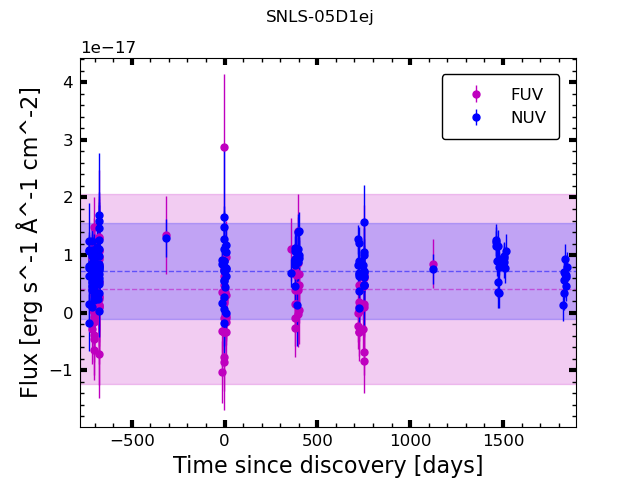 SNLS-05D1ej
1e−17
FUV
NUV
4
3
2
1
0
−1
Flux [erg s^-1 Å^-1 cm^-2]
−500
0
500
1000
1500
Time since discovery [days]